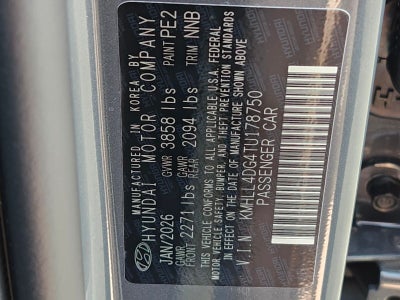 MANUFACTURED IN KOREA BY
HYUNDAI MOTOR COMPANY
JAN/2026 GVWR 3858 lbs PAINT PE2
GAWR FRONT 2271 lbs GAWR REAR 2094 lbs TRIM NNB
THIS VEHICLE CONFORMS TO ALL APPLICABLE U.S.A. FEDERAL
MOTOR VEHICLE SAFETY, BUMPER, AND THEFT PREVENTION STANDARDS
IN EFFECT ON THE DATE OF MANUFACTURE SHOWN ABOVE
V.I.N. KMHLL4DG4TU178750
PASSENGER CAR